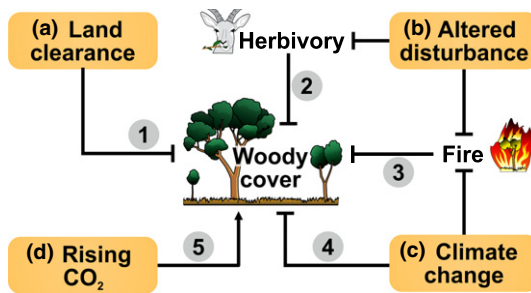 (a) Land
clearance
Herbivory
(b) Altered
disturbance
1
2
Woody
cover
3
Fire
(d) Rising
CO₂
5
4
(c) Climate
change